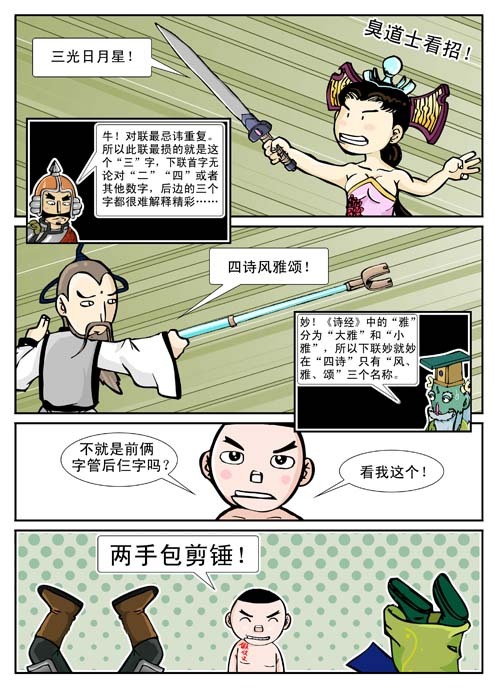 臭道士看招！
三光日月星！
牛！对联最忌讳重复。
所以此联最损的就是这
个“三”字，下联首字无
论对“二”“四”或者
其他数字，后边的三个
字都很难解释精彩……
四诗风雅颂！
妙！《诗经》中的“雅”
分为“大雅”和“小
雅”，所以下联妙就妙
在“四诗”只有“风、
雅、颂”三个名称。
不就是前俩
字管后仨字吗？
看我这个！
两手包剪锤！